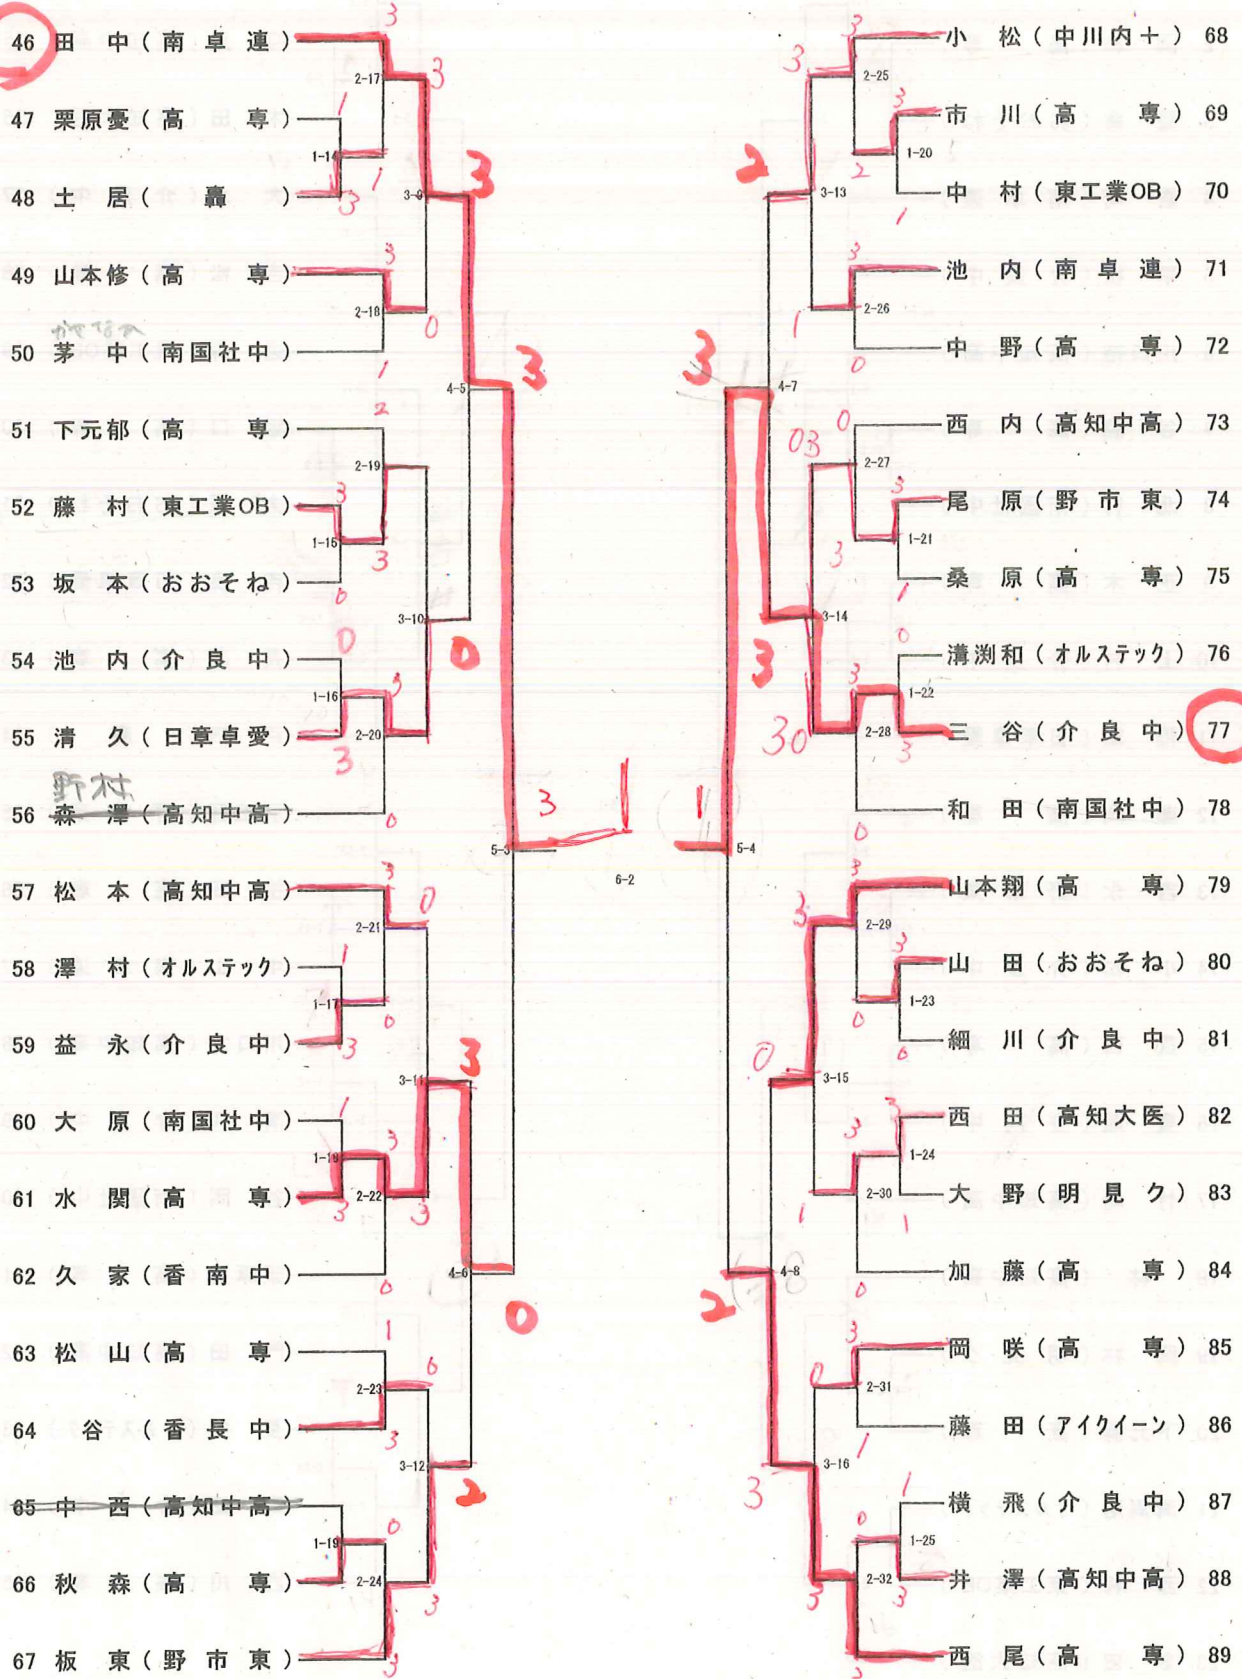 46 田中（南卓連）
47 栗原憂（高専）
48 土居（轟）
49 山本修（高専）
50 茅中（南国社中）
51 下元郁（高専）
52 藤村（東工業OB）
53 坂本（おおそね）
54 池内（介良中）
55 清久（日章卓愛）
野村
56 森澤（高知中高）
57 松本（高知中高）
58 澤村（オルステック）
59 益永（介良中）
60 大原（南国社中）
61 水関（高専）
62 久家（香南中）
63 松山（高専）
64 谷（香長中）
65 中西（高知中高）
66 秋森（高専）
67 板東（野市東）
1-14
1-15
1-16
1-17
1-18
1-19
2-17
2-18
2-19
2-20
2-21
2-22
2-23
2-24
3-9
3-10
3-11
3-12
4-5
4-6
5-3
6-2
5-4
4-7
4-8
3-13
3-14
3-15
3-16
2-25
2-26
2-27
2-28
2-29
2-30
2-31
2-32
1-20
1-21
1-22
1-23
1-24
1-25
小松（中川内＋）68
市川（高専）69
中村（東工業OB）70
池内（南卓連）71
中野（高専）72
西内（高知中高）73
尾原（野市東）74
桑原（高専）75
溝渕和（オルステック）76
三谷（介良中）77
和田（南国社中）78
山本翔（高専）79
山田（おおそね）80
細川（介良中）81
西田（高知大医）82
大野（明見ク）83
加藤（高専）84
岡咲（高専）85
藤田（アイクイーン）86
横飛（介良中）87
井澤（高知中高）88
西尾（高専）89